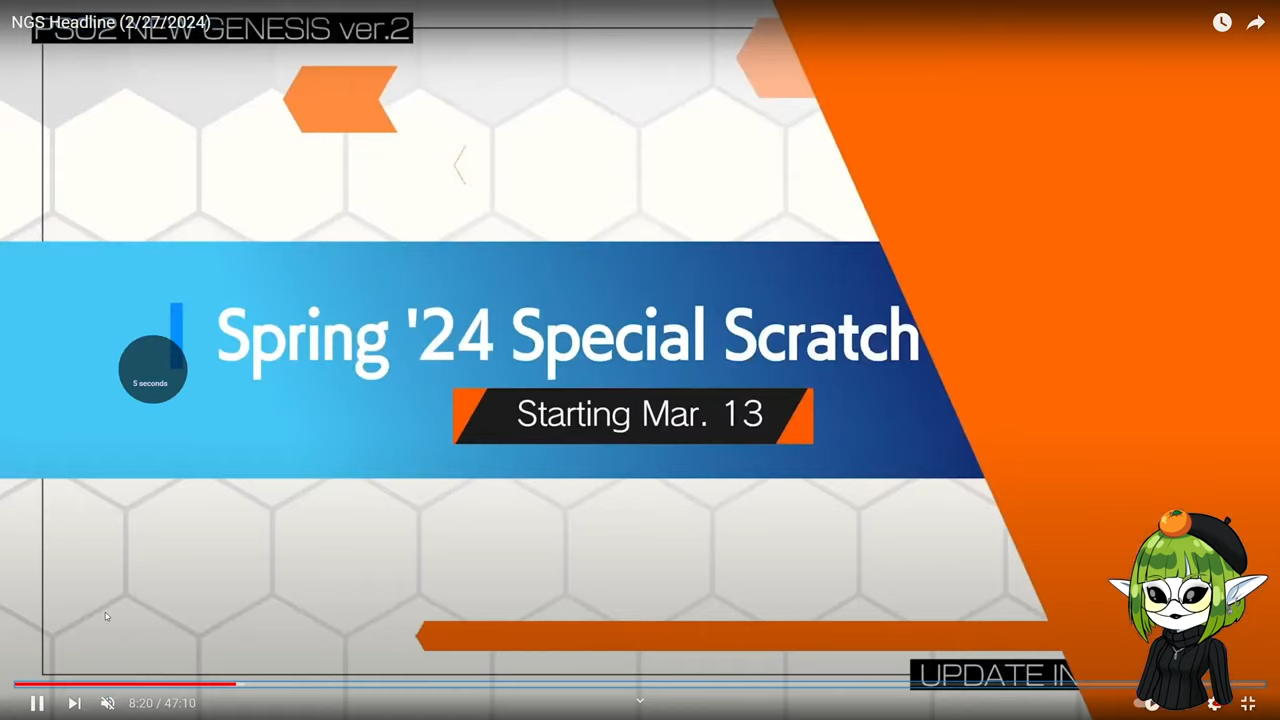 NGS Headline (2/27/2024)
PSO2 NEW GENESIS ver.2
Spring '24 Special Scratch
5 seconds
Starting Mar. 13
UPDATE IN
8:20 / 47:10